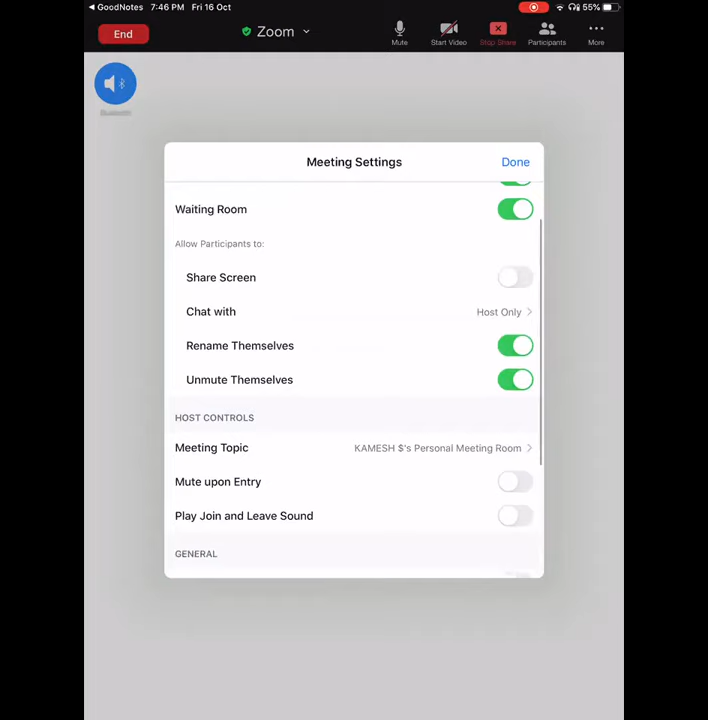 GoodNotes 7:46 PM Fri 16 Oct 55%
End Zoom Mute Start Video Stop Share Participants More
Meeting Settings Done
Waiting Room
Allow Participants to:
Share Screen
Chat with Host Only
Rename Themselves
Unmute Themselves
HOST CONTROLS
Meeting Topic KAMESH $'s Personal Meeting Room
Mute upon Entry
Play Join and Leave Sound
GENERAL